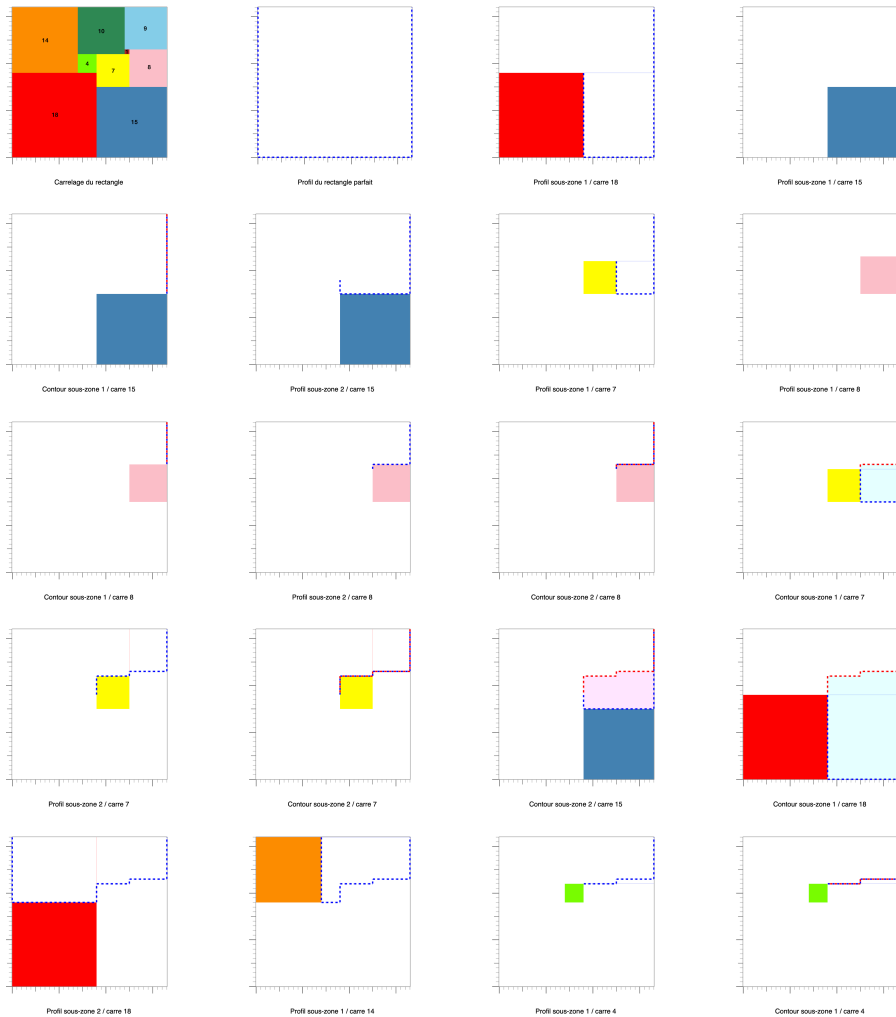 14
10
9
4
7
8
18
15
Carrelage du rectangle
Profil du rectangle parfait
Profil sous-zone 1 / carre 18
Profil sous-zone 1 / carre 15
Contour sous-zone 1 / carre 15
Profil sous-zone 2 / carre 15
Profil sous-zone 1 / carre 7
Profil sous-zone 1 / carre 8
Contour sous-zone 1 / carre 8
Profil sous-zone 2 / carre 8
Contour sous-zone 2 / carre 8
Contour sous-zone 1 / carre 7
Profil sous-zone 2 / carre 7
Contour sous-zone 2 / carre 7
Contour sous-zone 2 / carre 15
Contour sous-zone 1 / carre 18
Profil sous-zone 2 / carre 18
Profil sous-zone 1 / carre 14
Profil sous-zone 1 / carre 4
Contour sous-zone 1 / carre 4